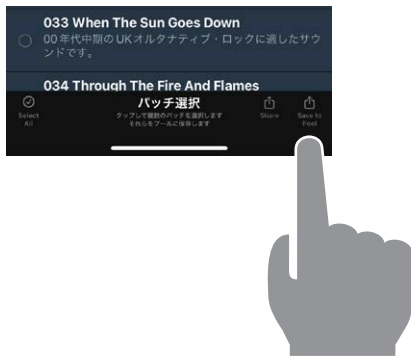 033 When The Sun Goes Down
00年代中期のUKオルタナティブ・ロックに適したサウ
ンドです。
034 Through The Fire And Flames
Select
All
パッチ選択
タップして複数のパッチを選択します
それらをプールに保存します
Share
Save to
Pool